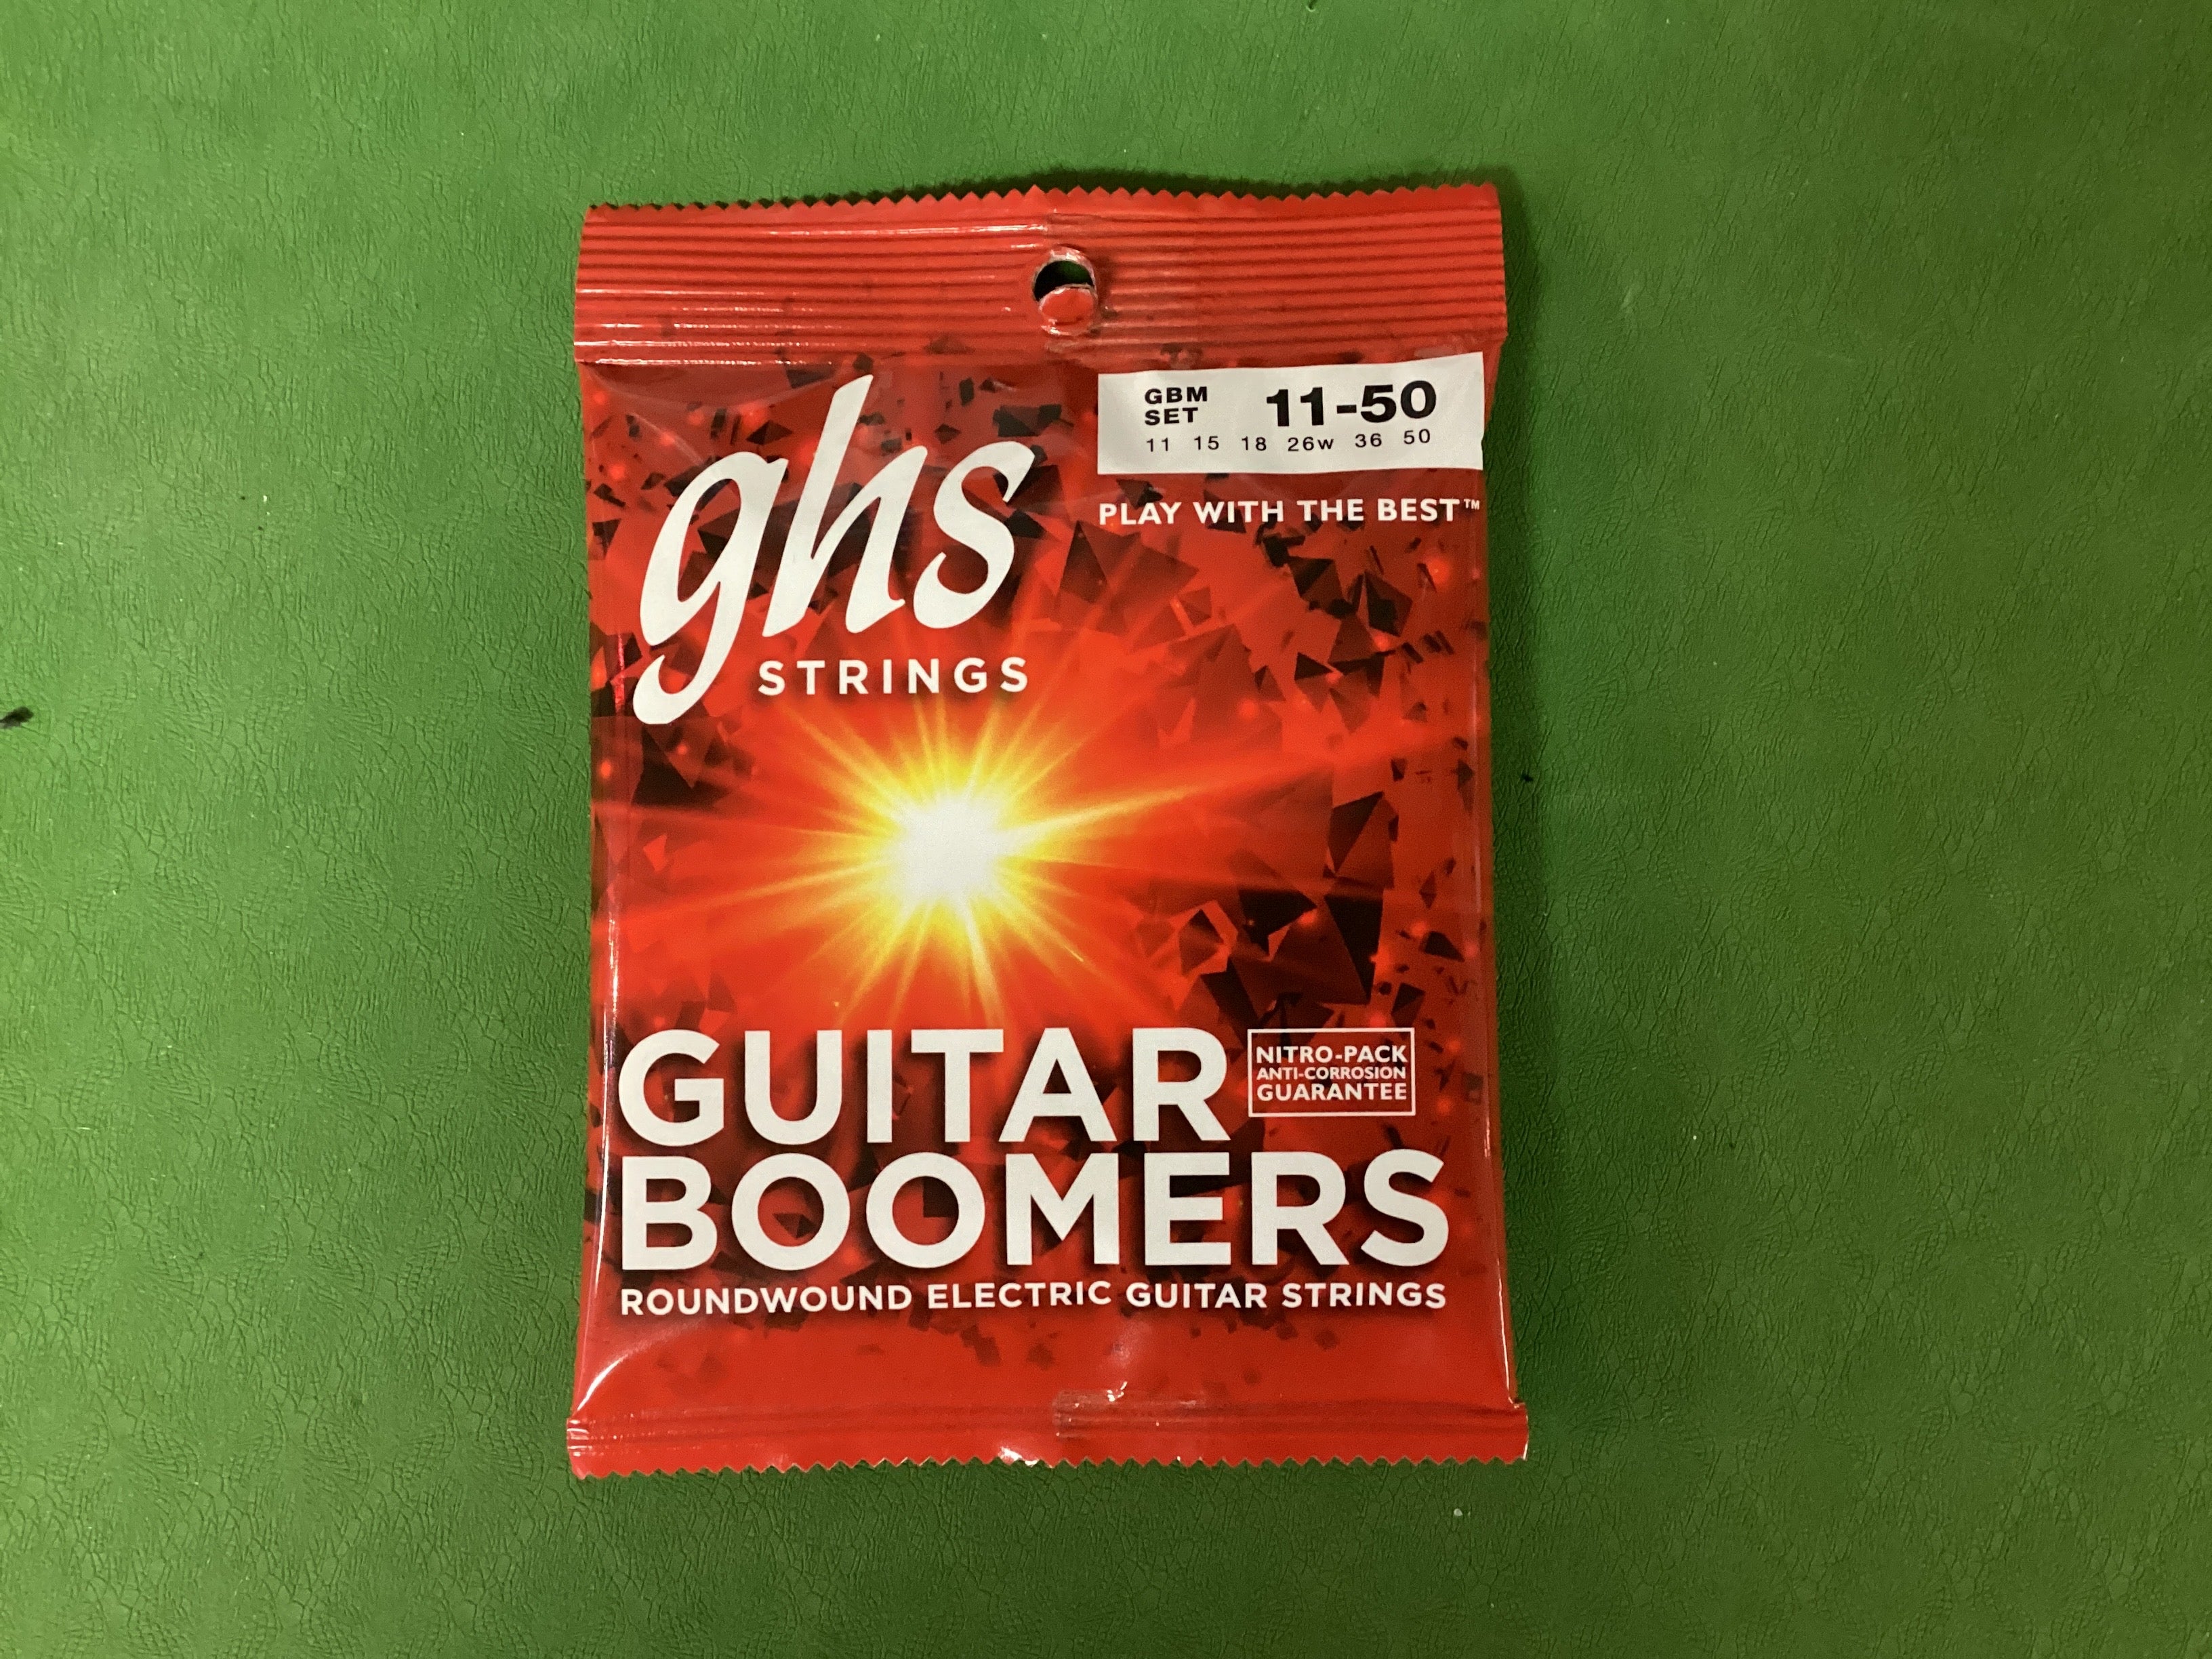 ghs
STRINGS
GBM
SET
11-50
11 15 18 26w 36 50
PLAY WITH THE BEST™
GUITAR
BOOMERS
NITRO-PACK
ANTI-CORROSION
GUARANTEE
ROUNDWOUND ELECTRIC GUITAR STRINGS